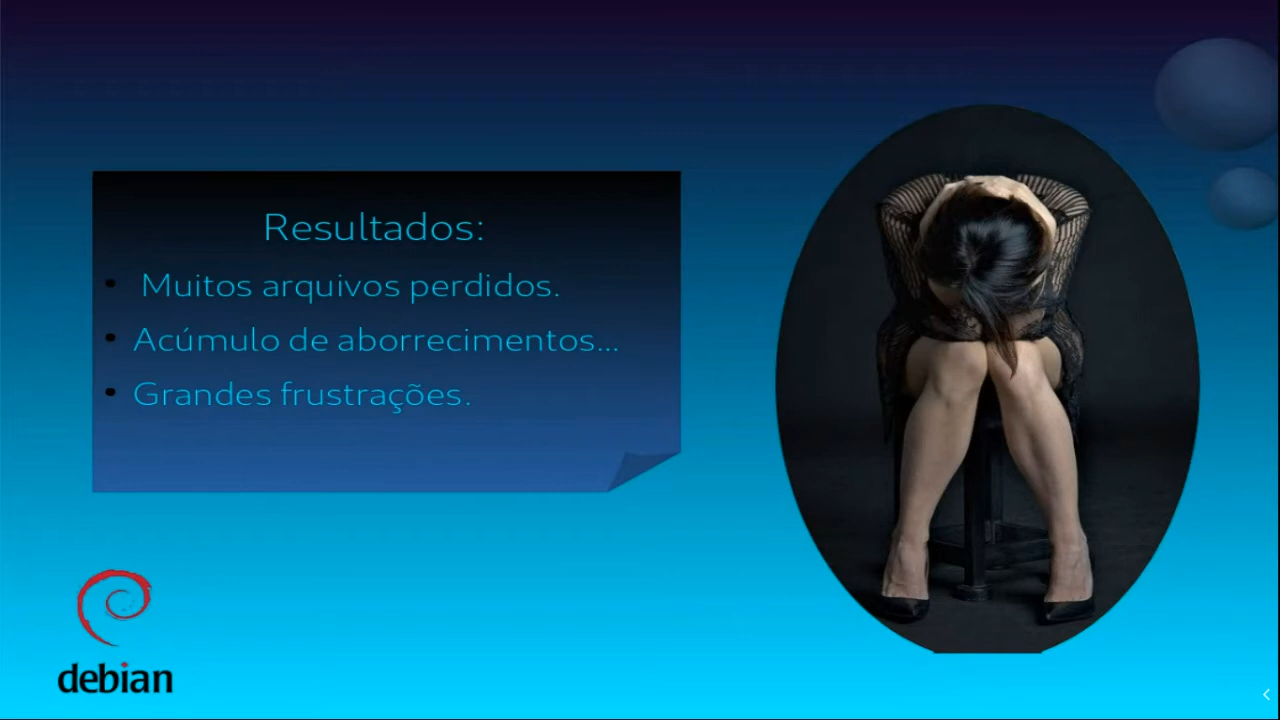 Resultados:
• Muitos arquivos perdidos.
• Acúmulo de aborrecimentos...
• Grandes frustrações.
debian